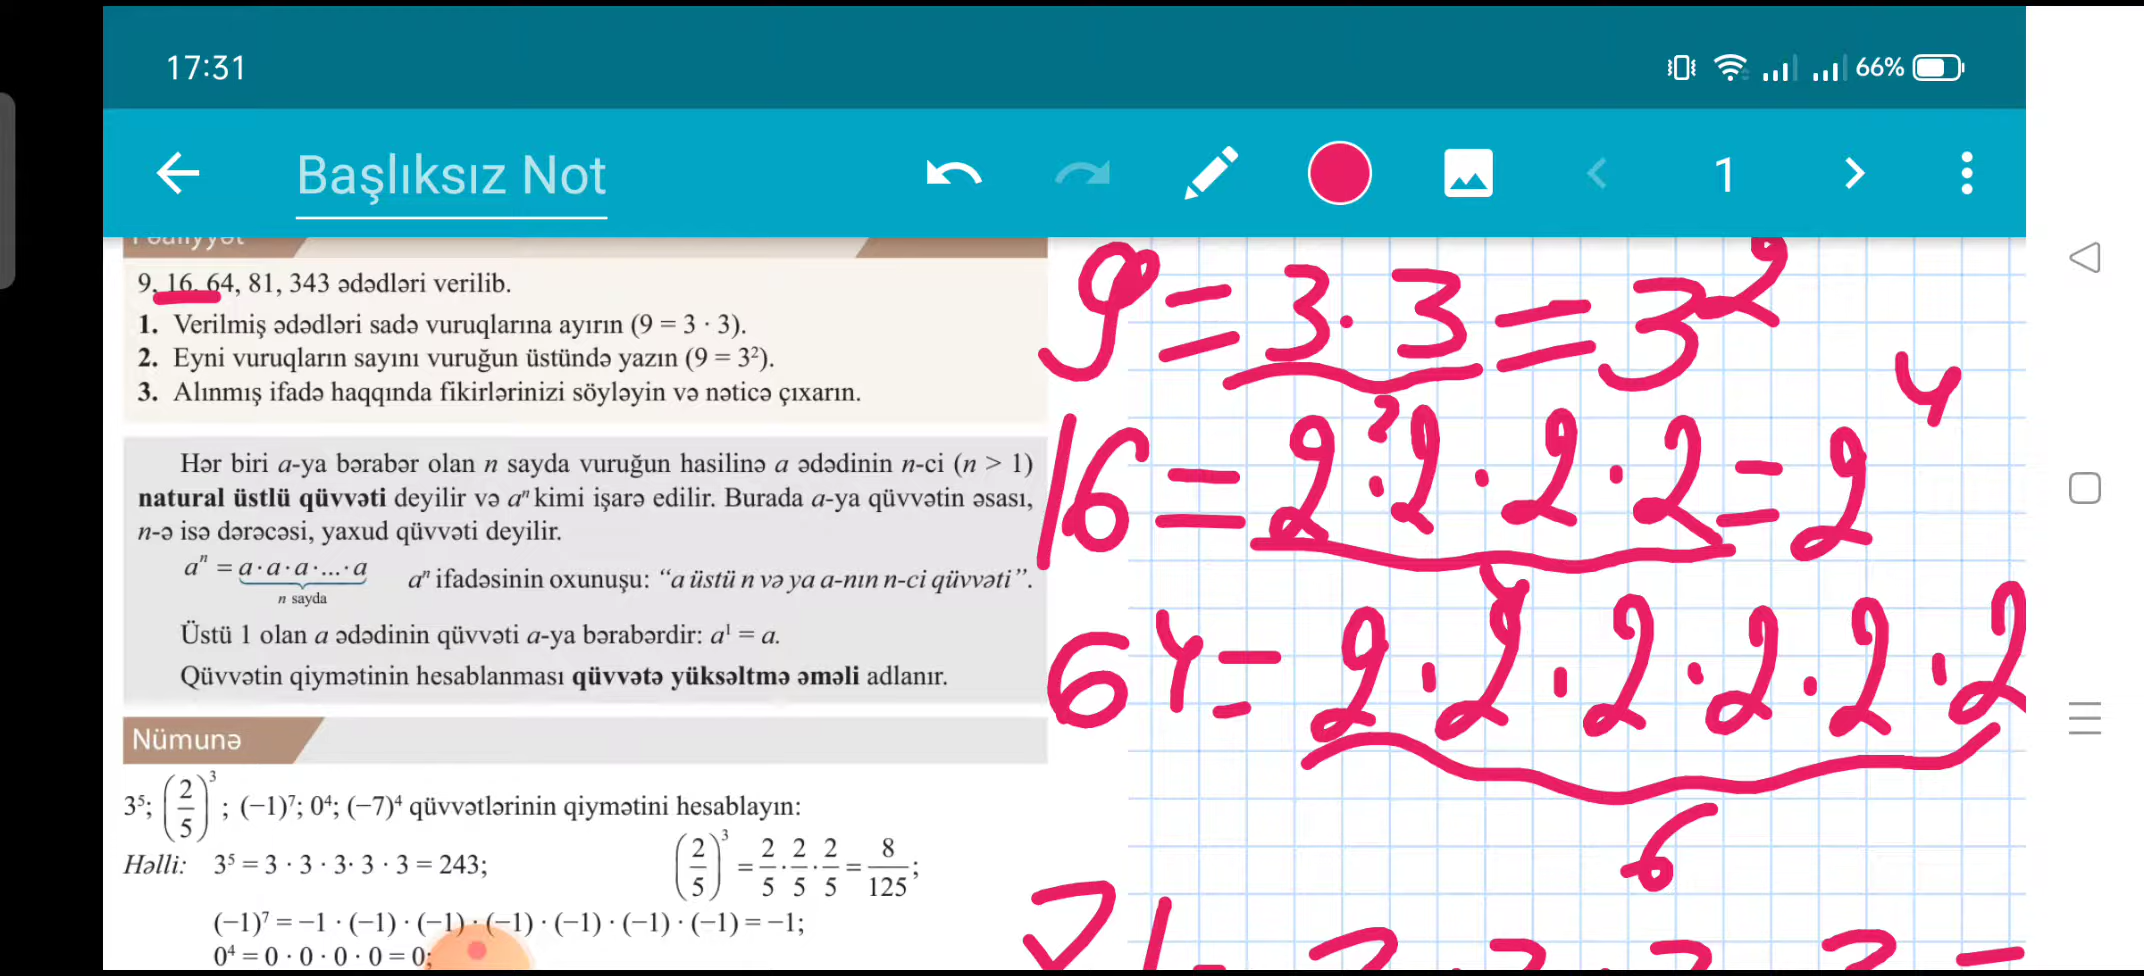 17:31
66%
Başlıksız Not
1
9, 16, 64, 81, 343 ədədləri verilib.
1. Verilmiş ədədləri sadə vuruqlarına ayırın (9 = 3 · 3).
2. Eyni vuruqların sayını vuruğun üstündə yazın (9 = 3²).
3. Alınmış ifadə haqqında fikirlərinizi söyləyin və nəticə çıxarın.
Hər biri a-ya bərabər olan n sayda vuruğun hasilinə a ədədinin n-ci (n > 1)
natural üstlü qüvvəti deyilir və aⁿ kimi işarə edilir. Burada a-ya qüvvətin əsası,
n-ə isə dərəcəsi, yaxud qüvvəti deyilir.
aⁿ = a · a · a · ... · a aⁿ ifadəsinin oxunuşu: “a üstü n və ya a-nın n-ci qüvvəti”.
n sayda
Üstü 1 olan a ədədinin qüvvəti a-ya bərabərdir: a¹ = a.
Qüvvətin qiymətinin hesablanması qüvvətə yüksəltmə əməli adlanır.
Nümunə
3⁵; (2/5)³; (−1)⁷; 0⁴; (−7)⁴ qüvvətlərinin qiymətini hesablayın:
Həlli: 3⁵ = 3 · 3 · 3· 3 · 3 = 243; (2/5)³ = 2/5 · 2/5 · 2/5 = 8/125;
(−1)⁷ = −1 · (−1) · (−1) · (−1) · (−1) · (−1) · (−1) = −1;
0⁴ = 0 · 0 · 0 · 0 = 0;
9 = 3 · 3 = 3²
16 = 2 · 2 · 2 · 2 = 2⁴
64 = 2 · 2 · 2 · 2 · 2 · 2
6